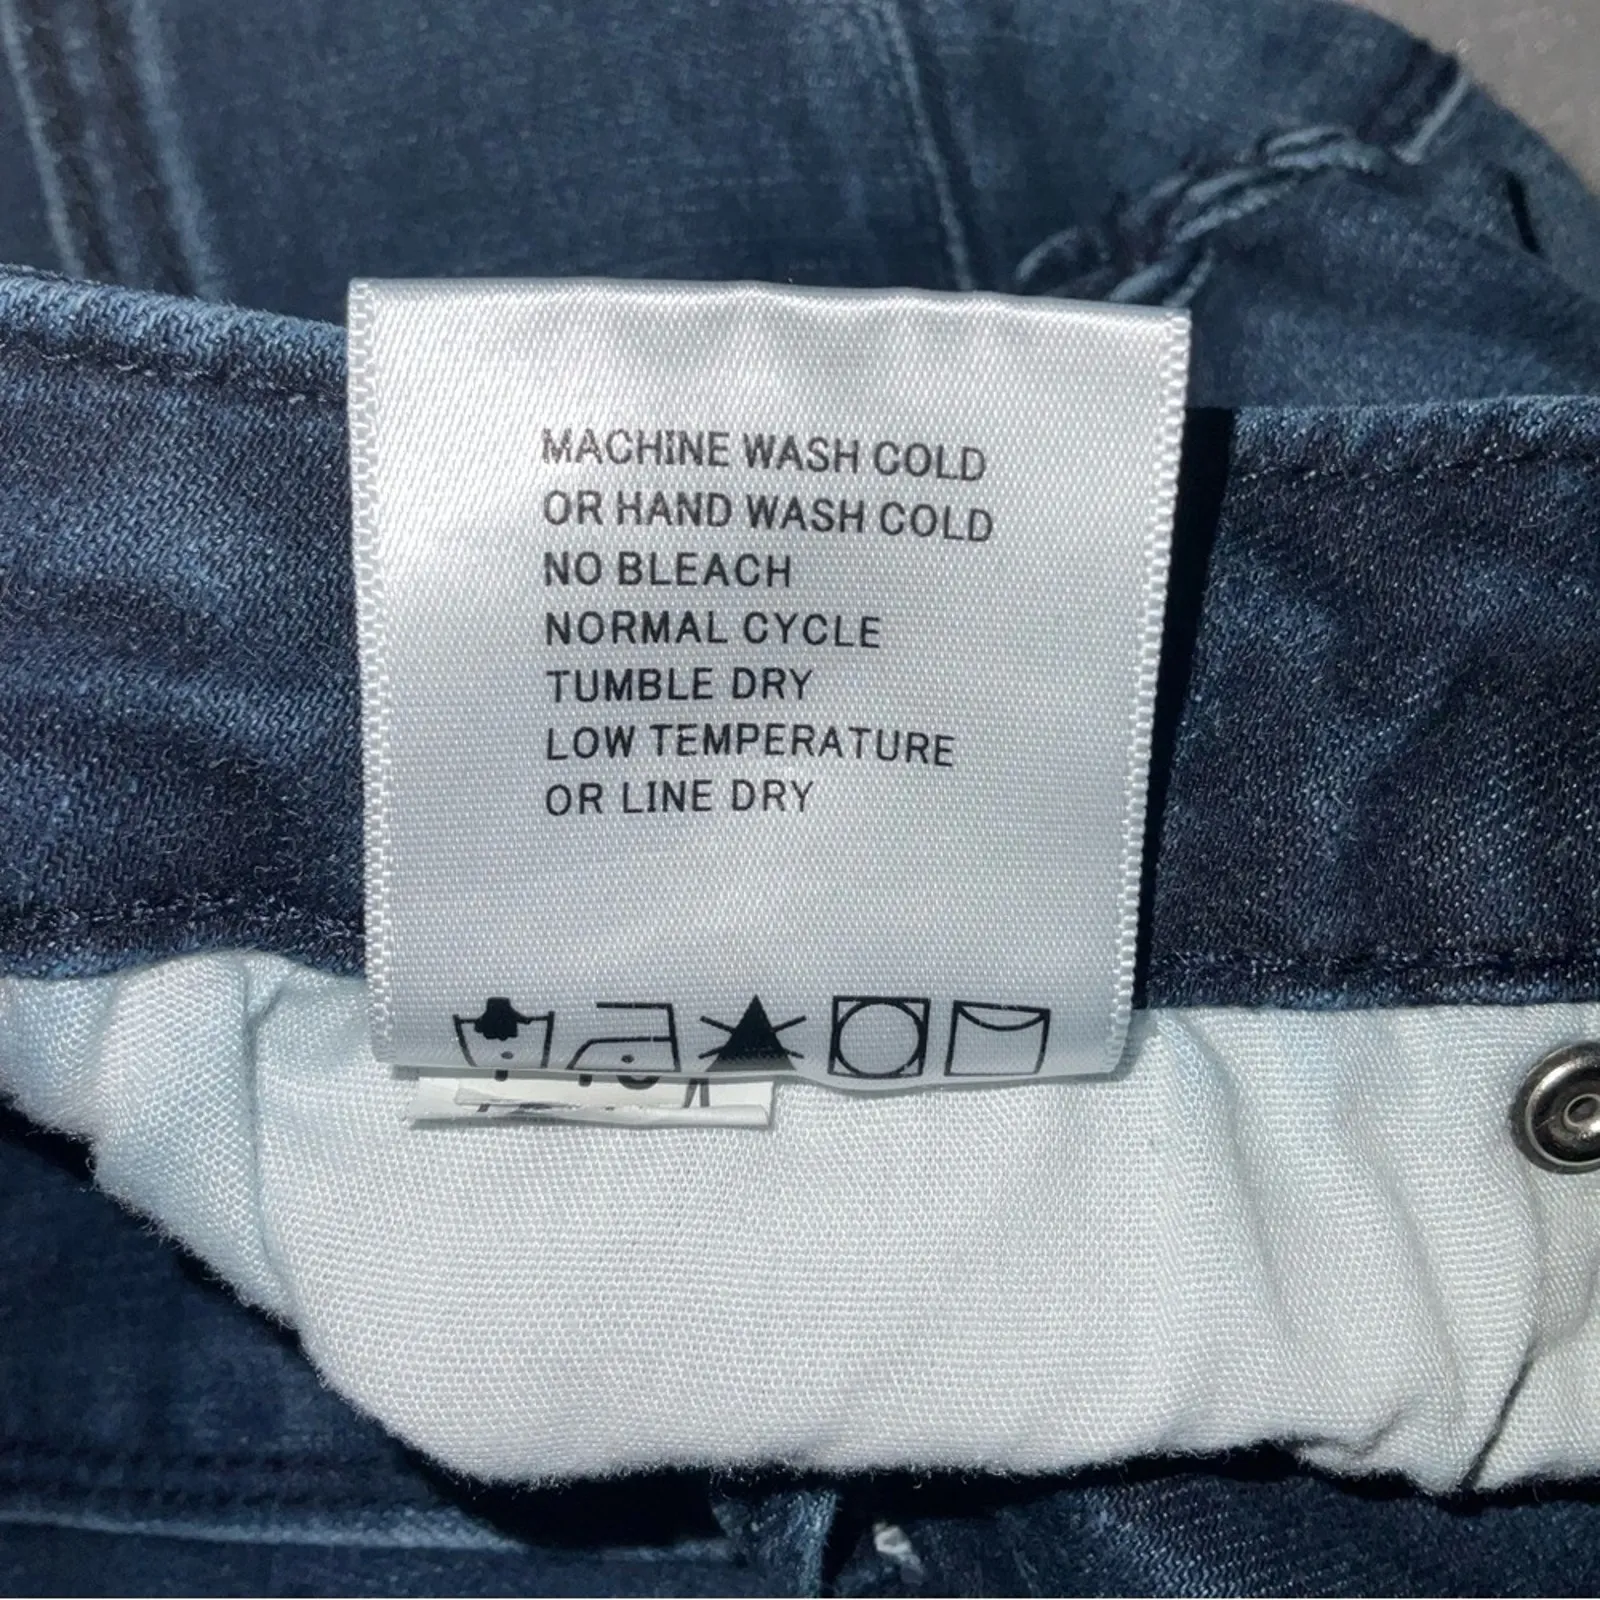 MACHINE WASH COLD
OR HAND WASH COLD
NO BLEACH
NORMAL CYCLE
TUMBLE DRY
LOW TEMPERATURE
OR LINE DRY